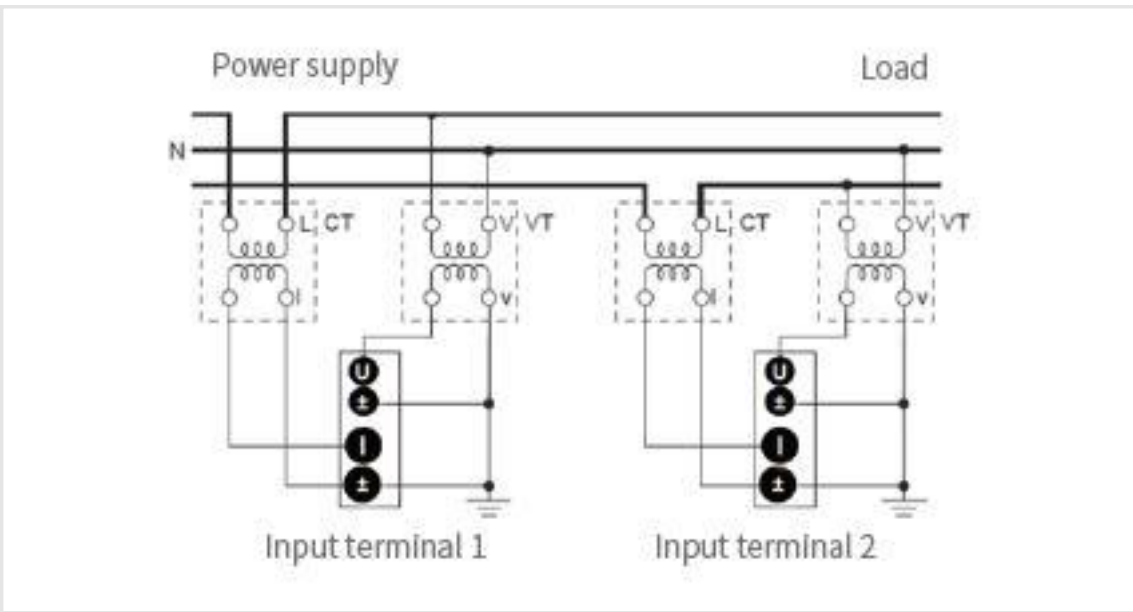 Power supply Load
N
L CT V VT L CT V VT
l v l v
U U
± ±
I I
± ±
Input terminal 1 Input terminal 2